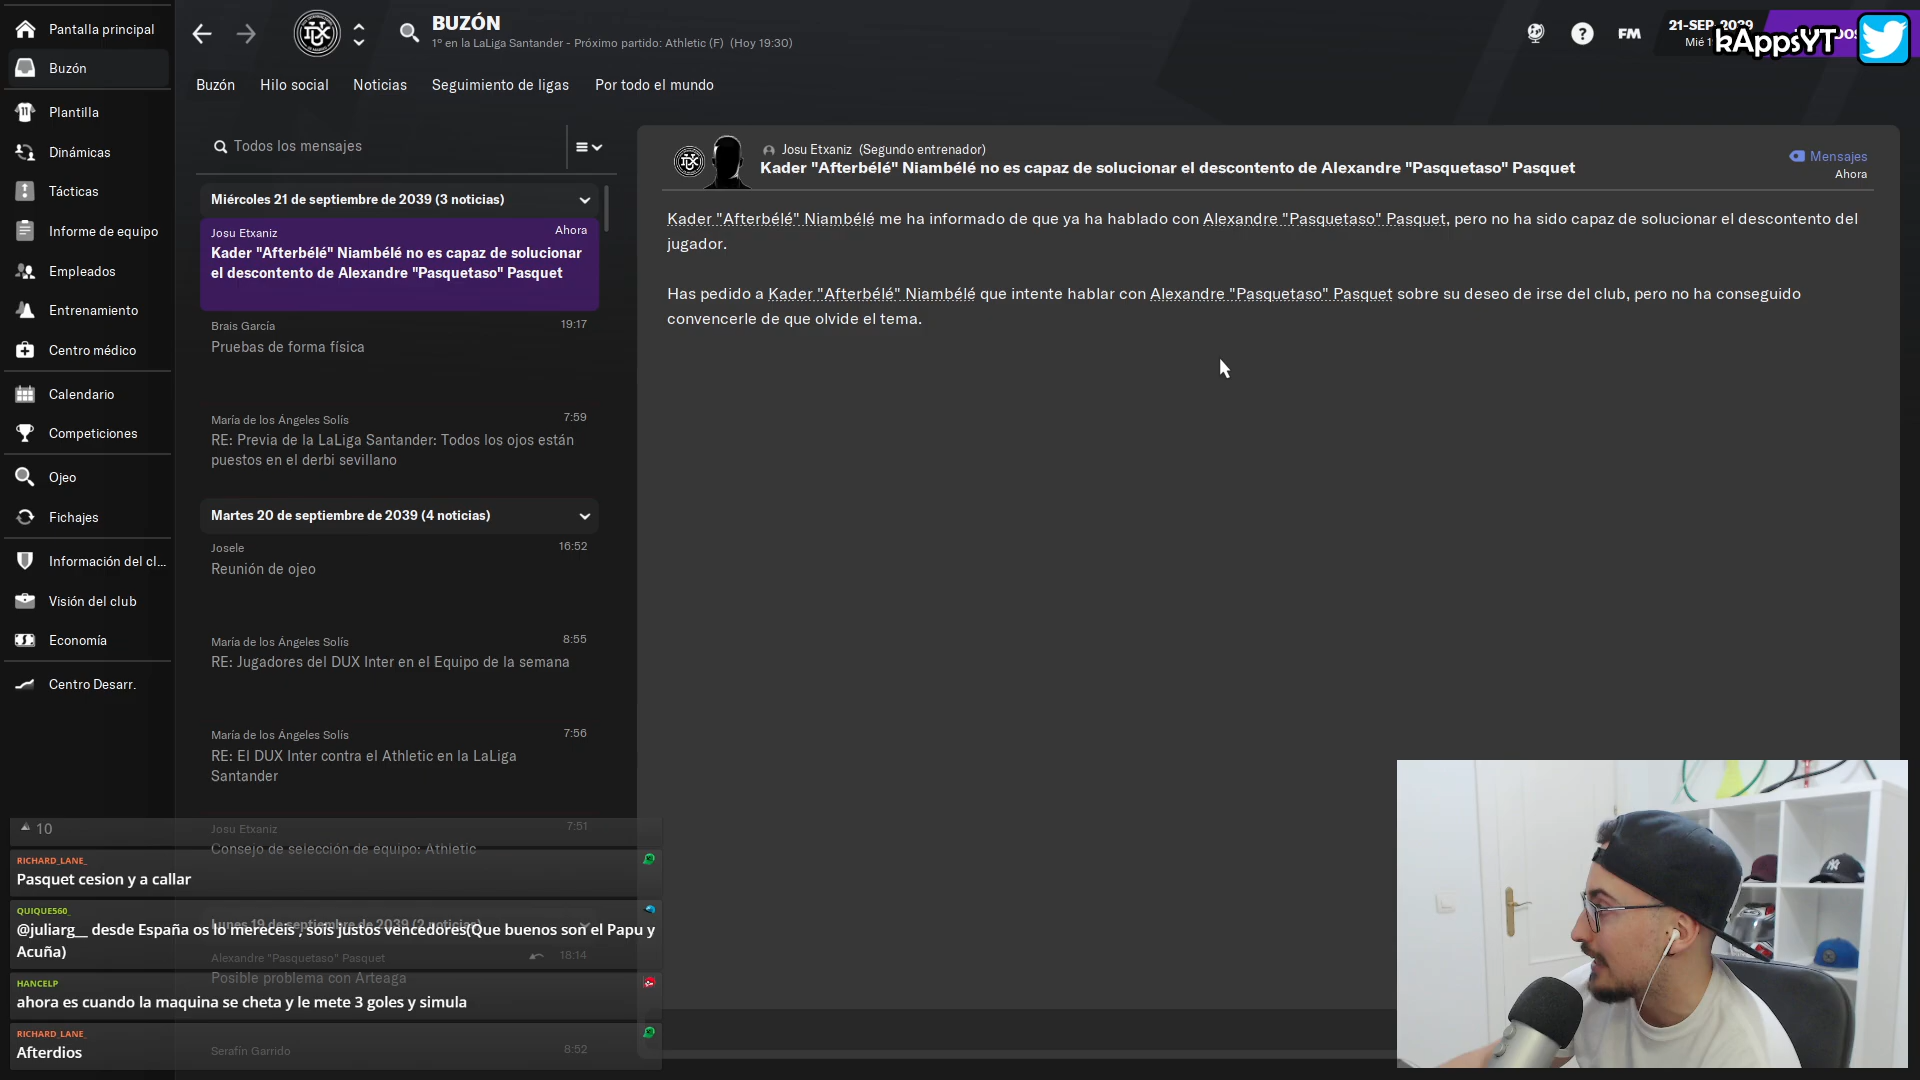 Pantalla principal
Buzón
Plantilla
Dinámicas
Tácticas
Informe de equipo
Empleados
Entrenamiento
Centro médico
Calendario
Competiciones
Ojeo
Fichajes
Información del cl...
Visión del club
Economía
Centro Desarr.
BUZÓN
1º en la LaLiga Santander - Próximo partido: Athletic (F) (Hoy 19:30)
FM
21-SEP-2039
Mié
kAppsYT
Buzón
Hilo social
Noticias
Seguimiento de ligas
Por todo el mundo
Todos los mensajes
Miércoles 21 de septiembre de 2039 (3 noticias)
Josu Etxaniz
Ahora
Kader "Afterbélé" Niambélé no es capaz de solucionar
el descontento de Alexandre "Pasquetaso" Pasquet
Brais García
19:17
Pruebas de forma física
María de los Ángeles Solís
7:59
RE: Previa de la LaLiga Santander: Todos los ojos están
puestos en el derbi sevillano
Martes 20 de septiembre de 2039 (4 noticias)
Josele
16:52
Reunión de ojeo
María de los Ángeles Solís
8:55
RE: Jugadores del DUX Inter en el Equipo de la semana
María de los Ángeles Solís
7:56
RE: El DUX Inter contra el Athletic en la LaLiga
Santander
Josu Etxaniz
7:51
Consejo de selección de equipo: Athletic
Lunes 19 de septiembre de 2039 (2 noticias)
Alexandre "Pasquetaso" Pasquet
18:14
Posible problema con Arteaga
Serafín Garrido
8:52
Josu Etxaniz (Segundo entrenador)
Kader "Afterbélé" Niambélé no es capaz de solucionar el descontento de Alexandre "Pasquetaso" Pasquet
Mensajes
Ahora
Kader "Afterbélé" Niambélé me ha informado de que ya ha hablado con Alexandre "Pasquetaso" Pasquet, pero no ha sido capaz de solucionar el descontento del
jugador.
Has pedido a Kader "Afterbélé" Niambélé que intente hablar con Alexandre "Pasquetaso" Pasquet sobre su deseo de irse del club, pero no ha conseguido
convencerle de que olvide el tema.
10
RICHARD_LANE_
Pasquet cesion y a callar
QUIQUE560_
@juliarg__ desde España os lo mereceis , sois justos vencedores(Que buenos son el Papu y
Acuña)
HANCELP
ahora es cuando la maquina se cheta y le mete 3 goles y simula
RICHARD_LANE_
Afterdios